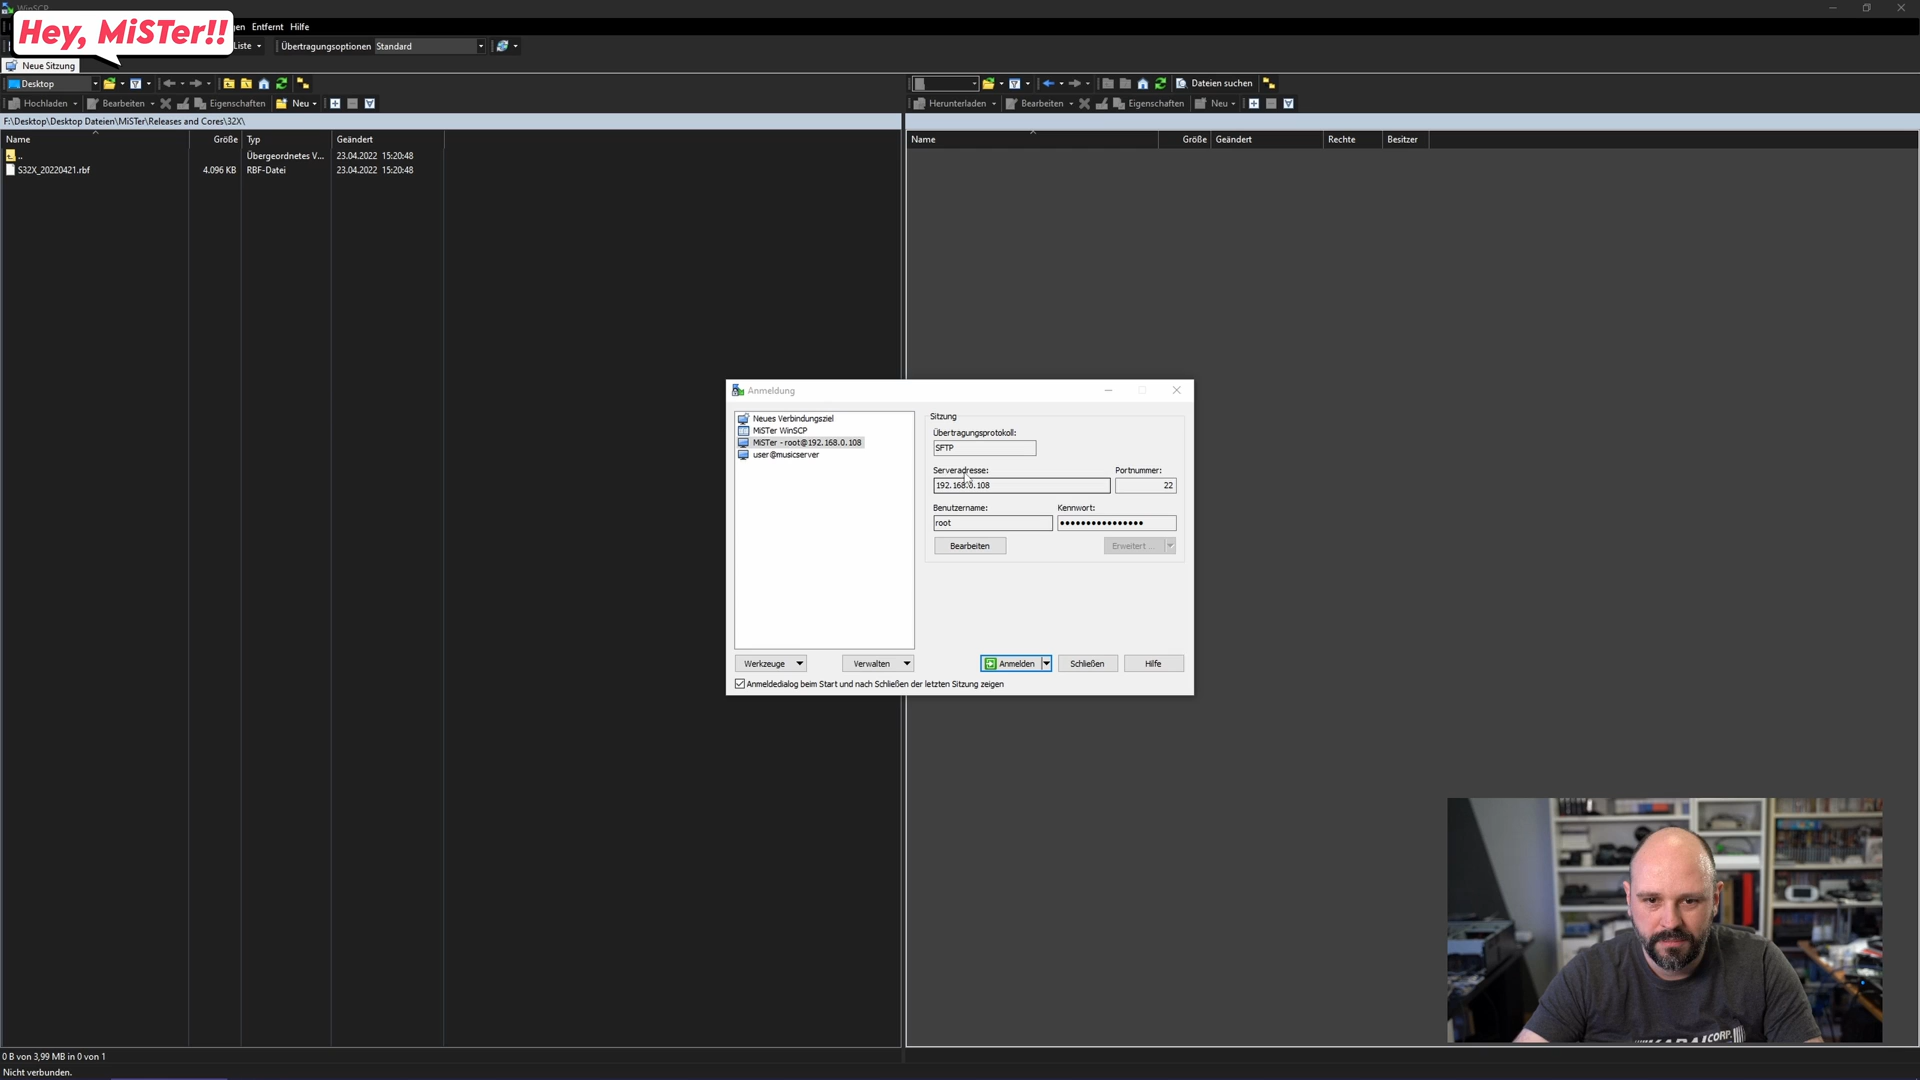 WinSCP
Hey, MiSTer!!
Entfernt Hilfe
Liste Übertragungsoptionen Standard
Neue Sitzung
Desktop
Dateien suchen
Hochladen Bearbeiten Eigenschaften Neu
Herunterladen Bearbeiten Eigenschaften Neu
F:\Desktop\Desktop Dateien\MiSTer\Releases and Cores\32X\
Name Größe Typ Geändert
Name Größe Geändert Rechte Besitzer
.. Übergeordnetes V... 23.04.2022 15:20:48
S32X_20220421.rbf 4.096 KB RBF-Datei 23.04.2022 15:20:48
Anmeldung
Neues Verbindungsziel
MiSTer WinSCP
MiSTer - root@192.168.0.108
user@musicserver
Sitzung
Übertragungsprotokoll:
SFTP
Serveradresse: Portnummer:
192.168.0.108 22
Benutzername: Kennwort:
root ••••••••••••••••
Bearbeiten Erweitert...
Werkzeuge Verwalten Anmelden Schließen Hilfe
Anmeldedialog beim Start und nach Schließen der letzten Sitzung zeigen
CORP.
0 B von 3,99 MB in 0 von 1
Nicht verbunden.